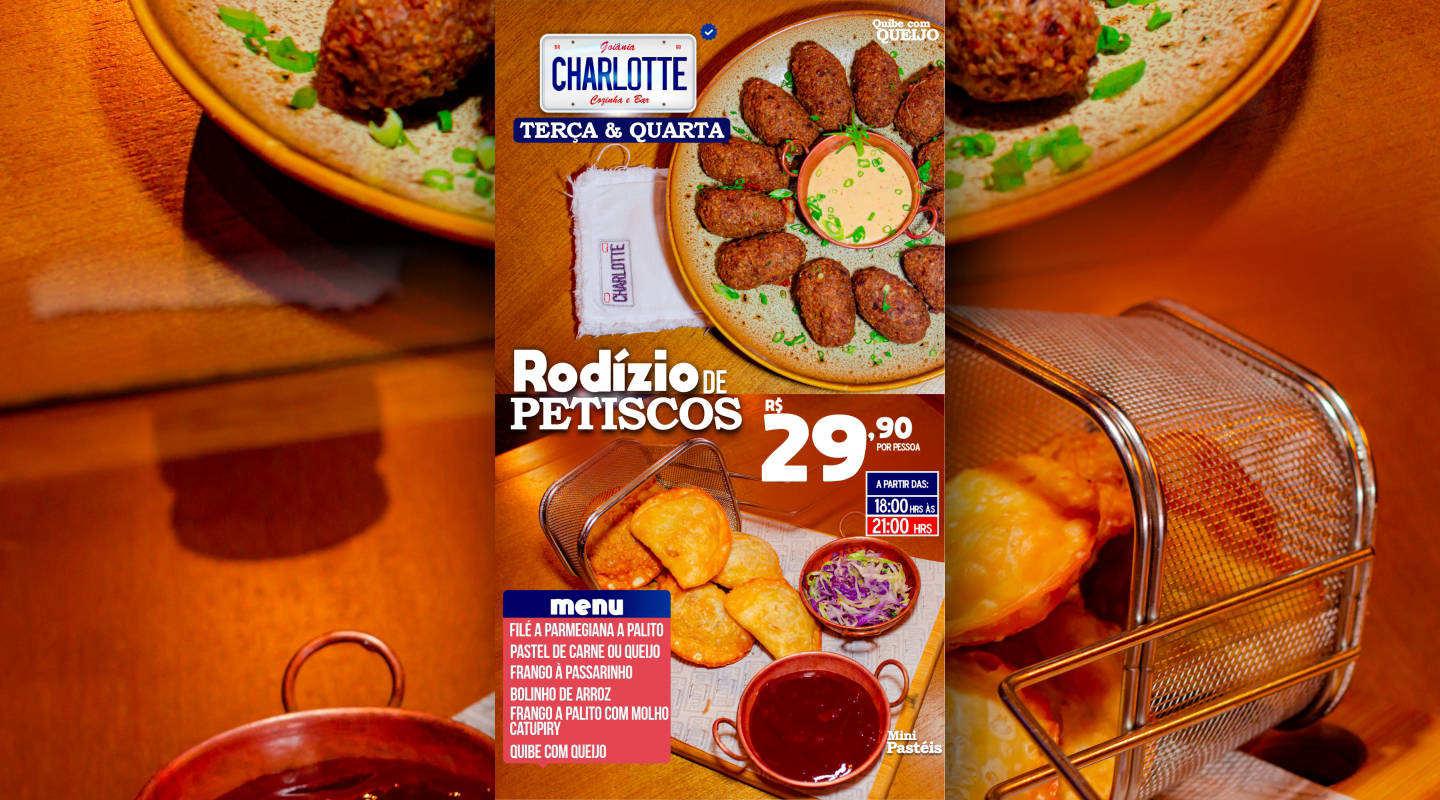 Quibe com
QUEIJO
Goiânia
CHARLOTTE
Cozinha e Bar
TERÇA & QUARTA
CHARLOTTE
Rodízio DE
PETISCOS
R$
29,90
POR PESSOA
A PARTIR DAS:
18:00 HRS ÀS
21:00 HRS
menu
FILÉ A PARMEGIANA A PALITO
PASTEL DE CARNE OU QUEIJO
FRANGO À PASSARINHO
BOLINHO DE ARROZ
FRANGO A PALITO COM MOLHO
CATUPIRY
QUIBE COM QUEIJO
Mini
Pastéis